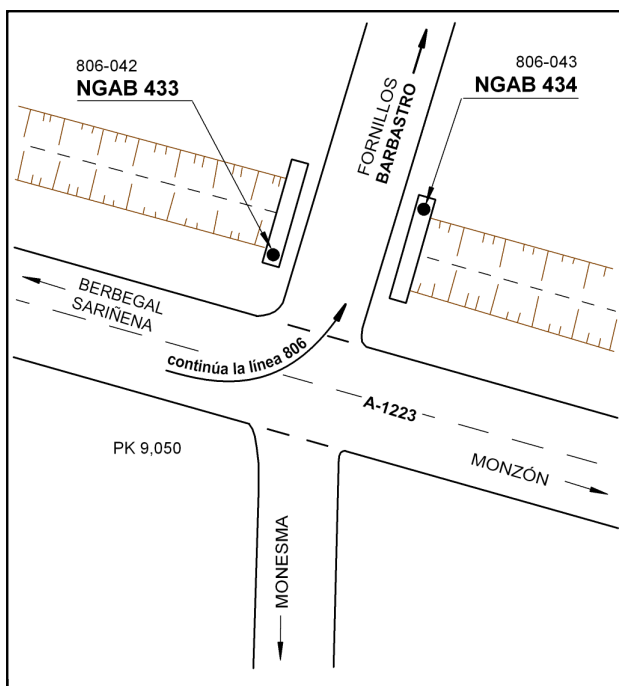 806-042
NGAB 433
806-043
NGAB 434
FORNILLOS
BARBASTRO
BERBEGAL
SARIÑENA
continúa la línea 806
A-1223
PK 9,050
MONZÓN
MONESMA